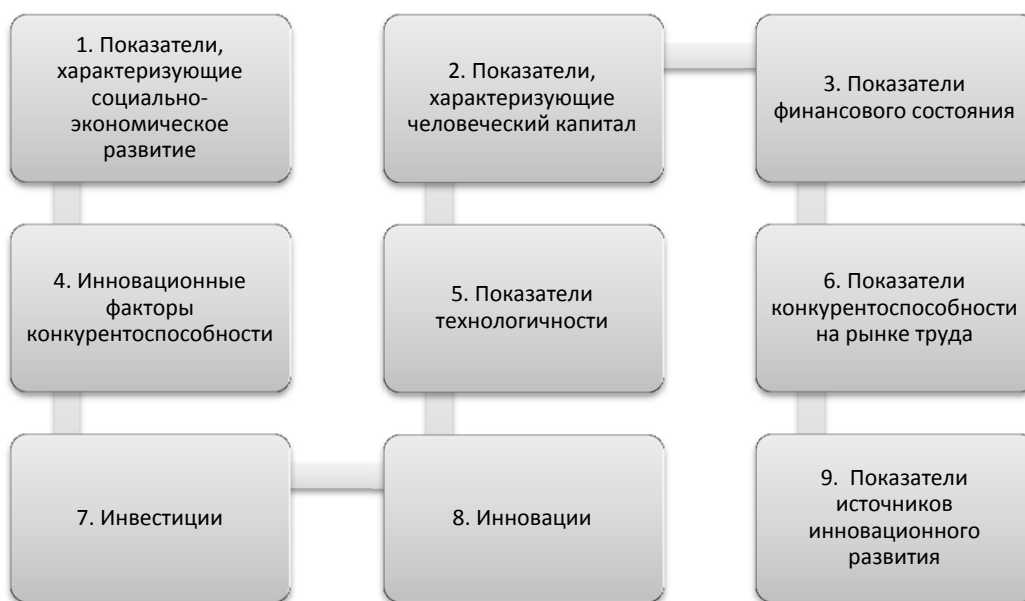 1. Показатели,
характеризующие
социально-
экономическое
развитие
2. Показатели,
характеризующие
человеческий капитал
3. Показатели
финансового состояния
4. Инновационные
факторы
конкурентоспособности
5. Показатели
технологичности
6. Показатели
конкурентоспособности
на рынке труда
7. Инвестиции
8. Инновации
9. Показатели
источников
инновационного
развития